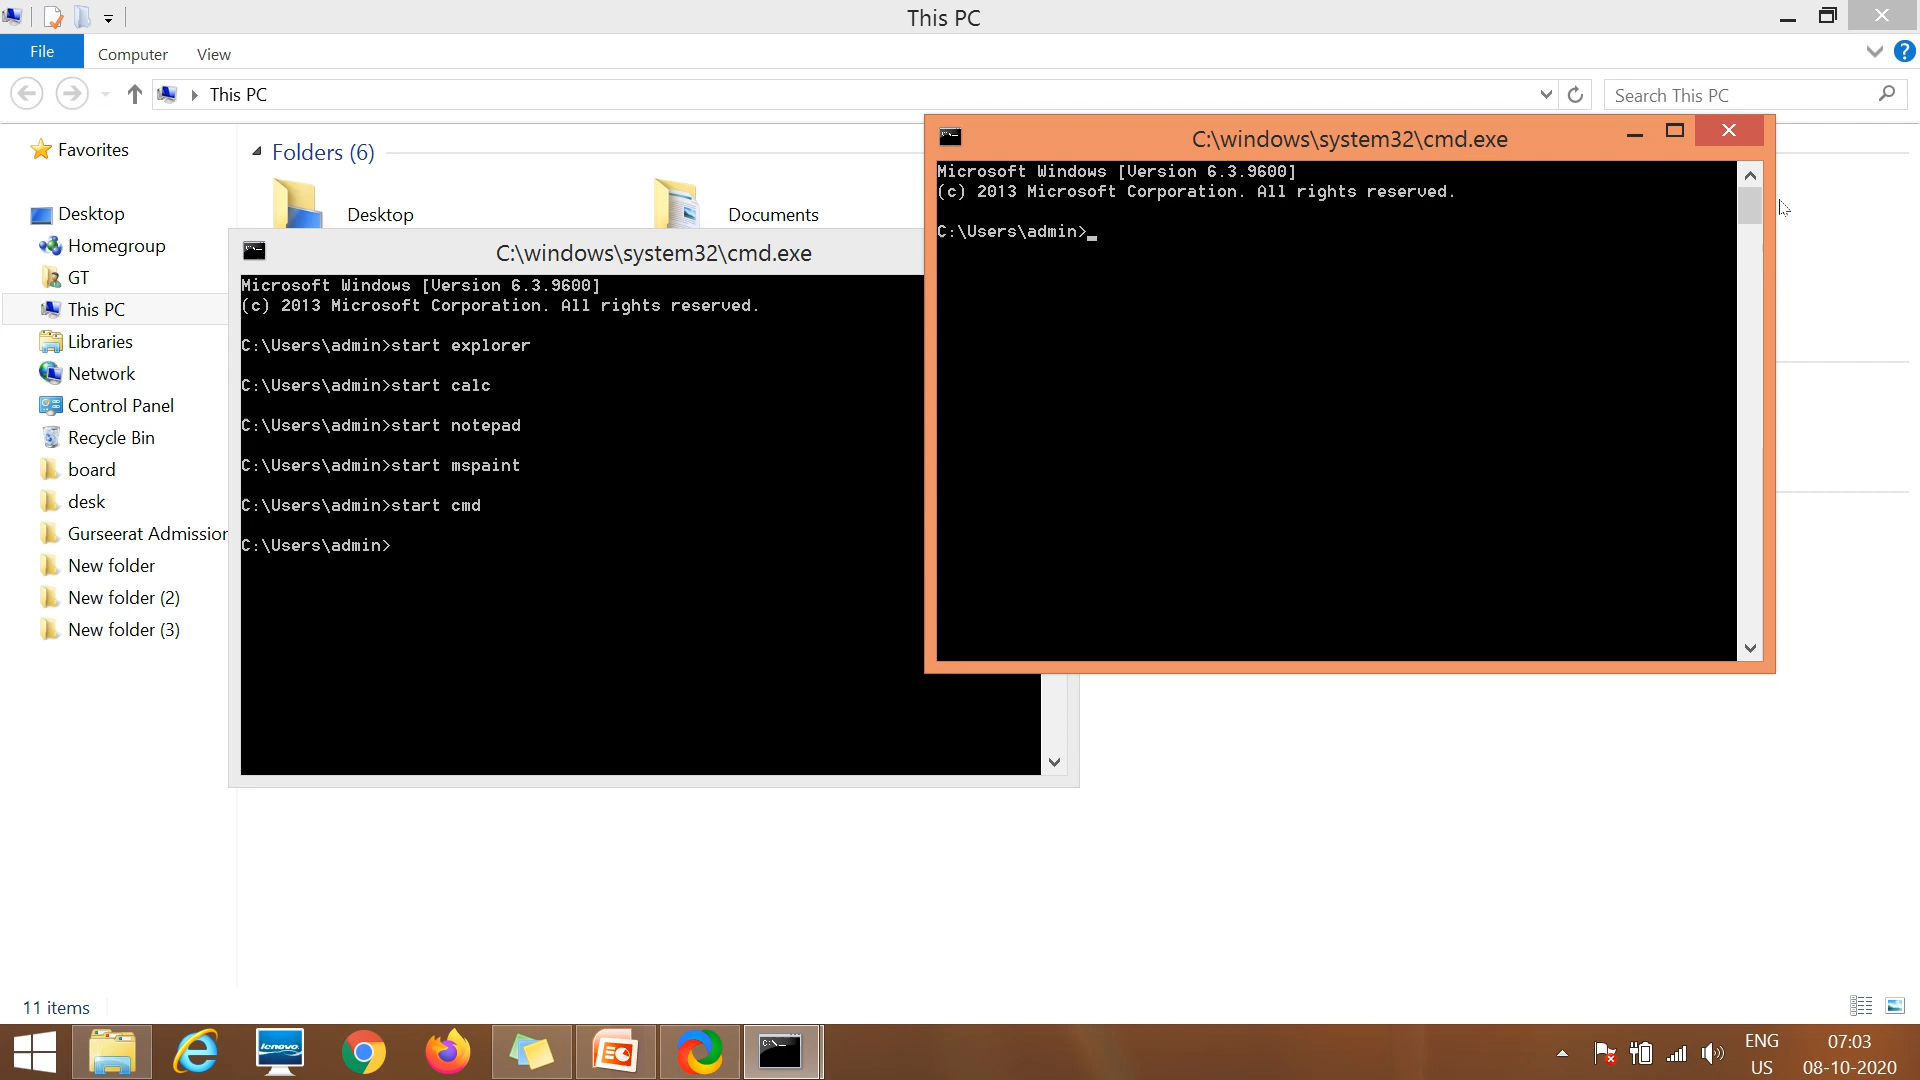 This PC
File
Computer
View
This PC
Search This PC
Favorites
Desktop
Homegroup
GT
This PC
Libraries
Network
Control Panel
Recycle Bin
board
desk
Gurseerat Admission
New folder
New folder (2)
New folder (3)
Folders (6)
Desktop
Documents
C:\windows\system32\cmd.exe
Microsoft Windows [Version 6.3.9600]
(c) 2013 Microsoft Corporation. All rights reserved.
C:\Users\admin>start explorer
C:\Users\admin>start calc
C:\Users\admin>start notepad
C:\Users\admin>start mspaint
C:\Users\admin>start cmd
C:\Users\admin>
C:\windows\system32\cmd.exe
Microsoft Windows [Version 6.3.9600]
(c) 2013 Microsoft Corporation. All rights reserved.
C:\Users\admin>_
11 items
lenovo
ENG
US
07:03
08-10-2020